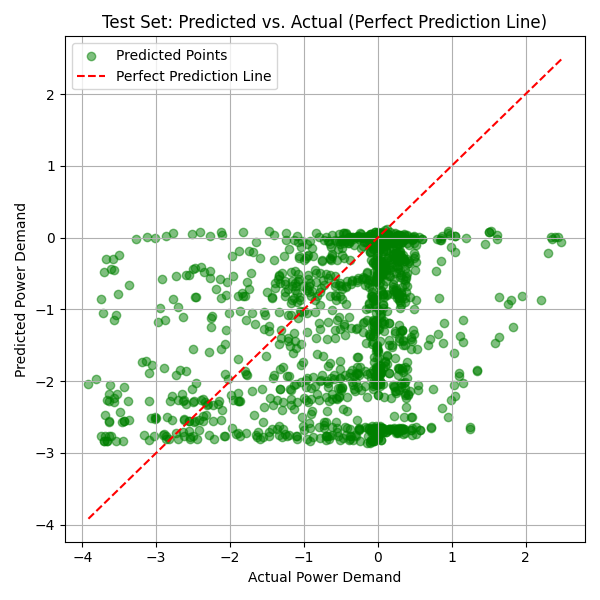 Test Set: Predicted vs. Actual (Perfect Prediction Line)
Predicted Points
Perfect Prediction Line
2
1
0
−1
−2
−3
−4
Predicted Power Demand
−4 −3 −2 −1 0 1 2
Actual Power Demand